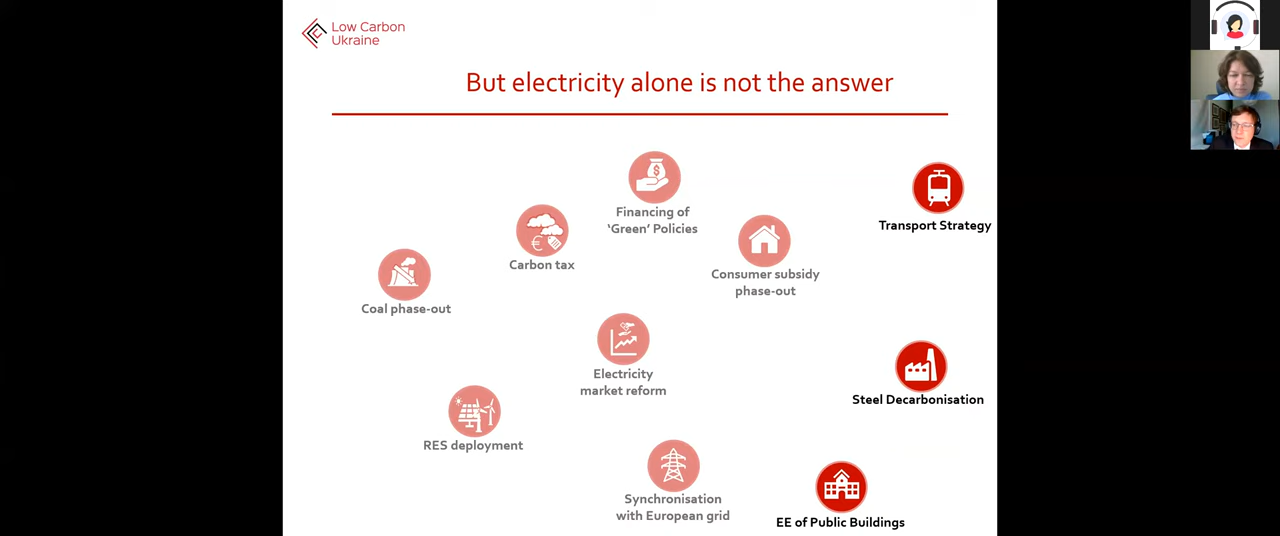 Low Carbon
Ukraine
But electricity alone is not the answer
Financing of
‘Green’ Policies
Transport Strategy
Carbon tax
Consumer subsidy
phase-out
Coal phase-out
Electricity
market reform
Steel Decarbonisation
RES deployment
Synchronisation
with European grid
EE of Public Buildings